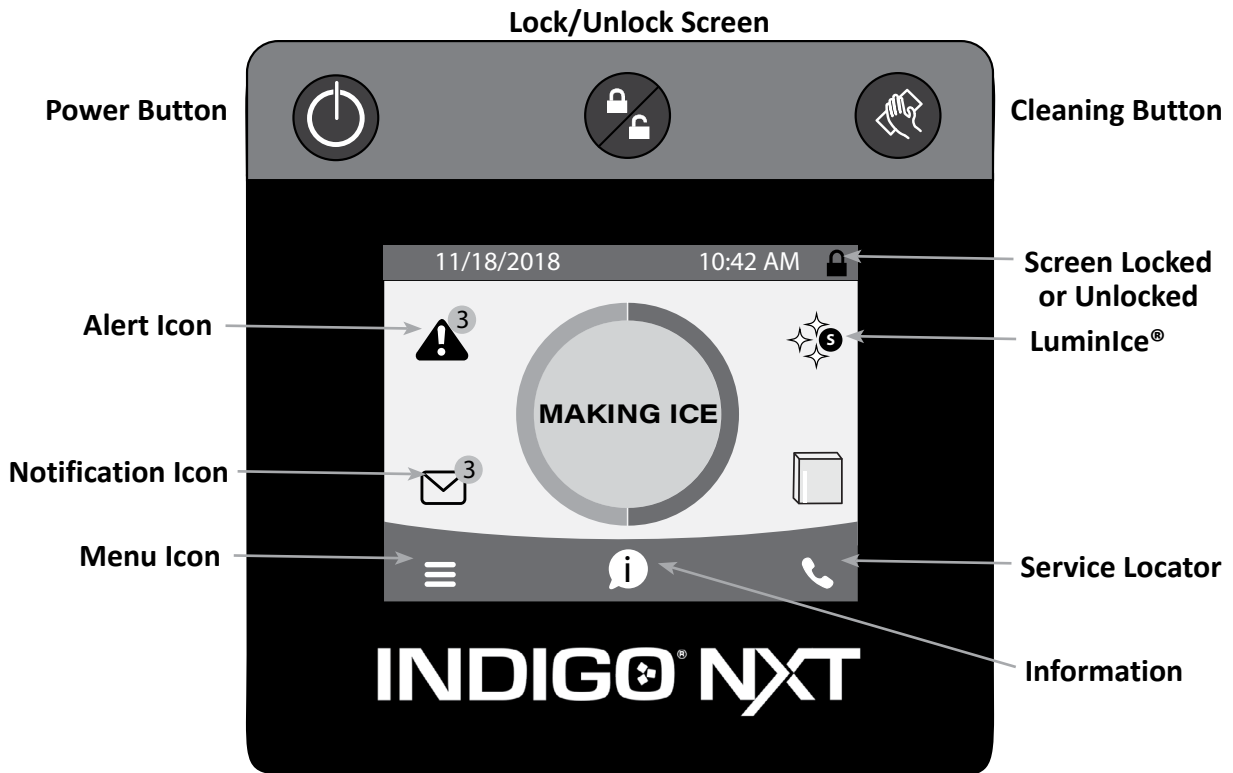 Lock/Unlock Screen
Power Button
Cleaning Button
11/18/2018 10:42 AM
Screen Locked
or Unlocked
Alert Icon
3
S
LuminIce®
MAKING ICE
Notification Icon
3
Menu Icon
i
Service Locator
Information
INDIGO® NXT